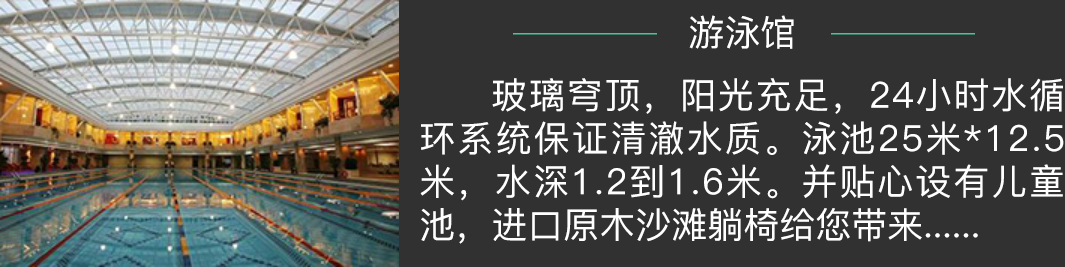 游泳馆
玻璃穹顶，阳光充足，24小时水循
环系统保证清澈水质。泳池25米*12.5
米，水深1.2到1.6米。并贴心设有儿童
池，进口原木沙滩躺椅给您带来......